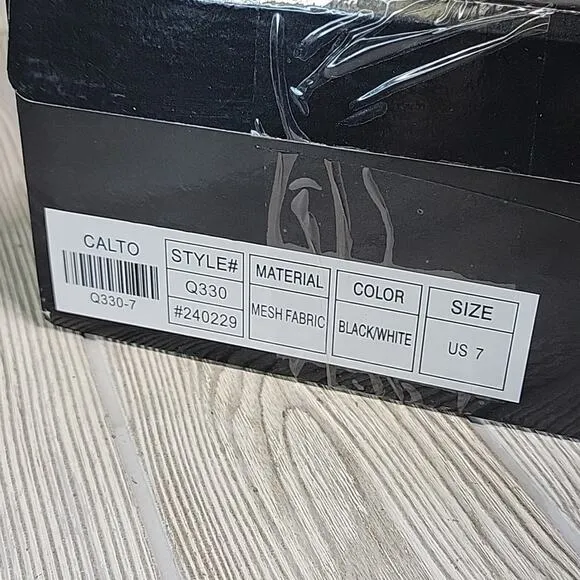 CALTO
Q330-7
STYLE#
Q330
#240229
MATERIAL
MESH FABRIC
COLOR
BLACK/WHITE
SIZE
US 7